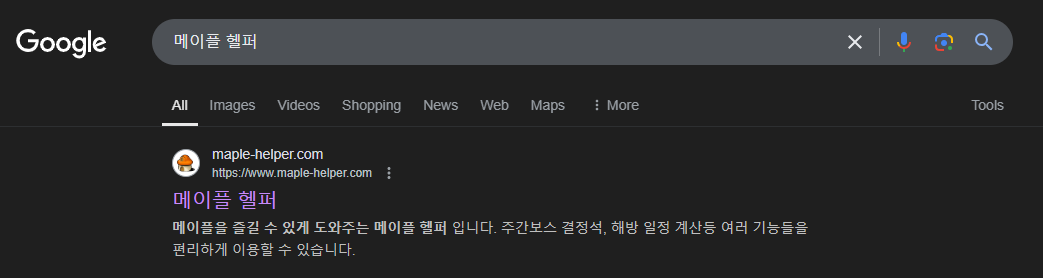 Google
메이플 헬퍼
All Images Videos Shopping News Web Maps More Tools
maple-helper.com
https://www.maple-helper.com
메이플 헬퍼
메이플을 즐길 수 있게 도와주는 메이플 헬퍼 입니다. 주간보스 결정석, 해방 일정 계산등 여러 기능들을
편리하게 이용할 수 있습니다.